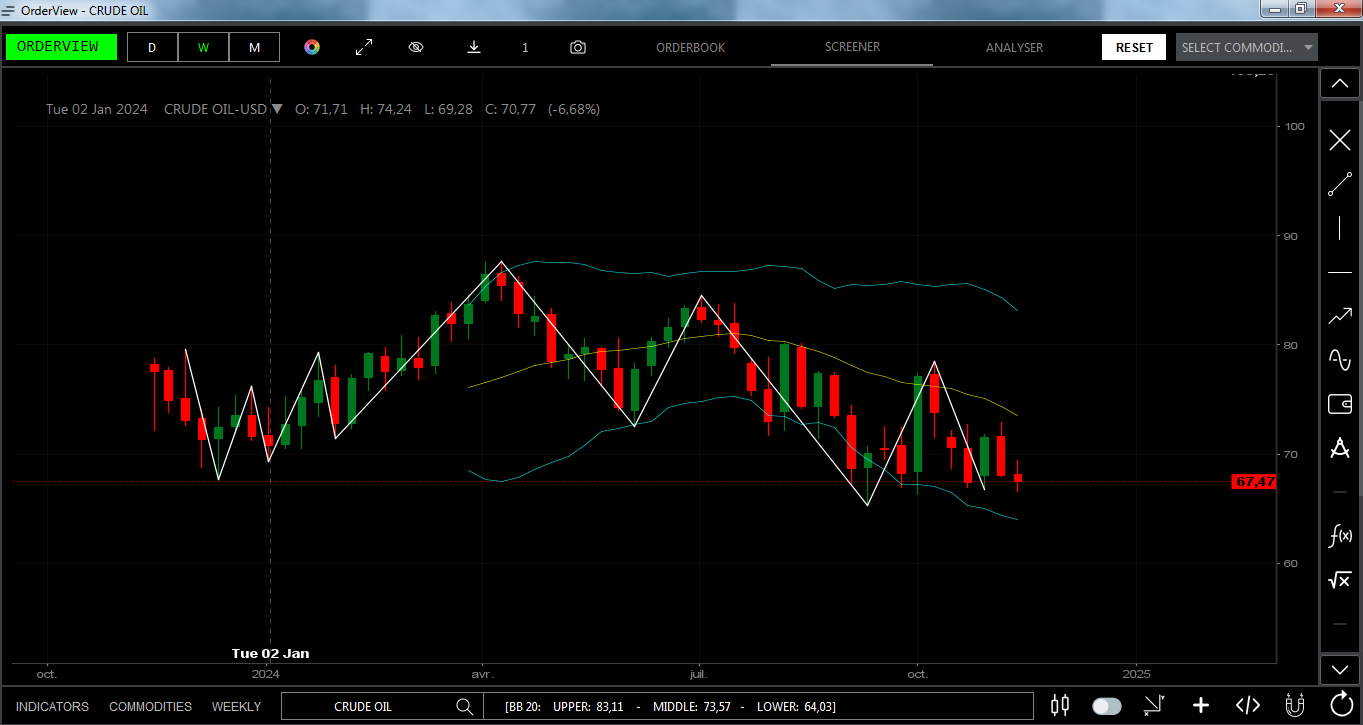 OrderView - CRUDE OIL
ORDERVIEW D W M 1 ORDERBOOK SCREENER ANALYSER RESET SELECT COMMODI...
Tue 02 Jan 2024 CRUDE OIL-USD ▼ O: 71,71 H: 74,24 L: 69,28 C: 70,77 (-6,68%)
100
90
80
70
67,47
60
Tue 02 Jan
oct. 2024 avr. juil. oct. 2025
f(x)
√x
INDICATORS COMMODITIES WEEKLY CRUDE OIL [BB 20: UPPER: 83,11 - MIDDLE: 73,57 - LOWER: 64,03] </>